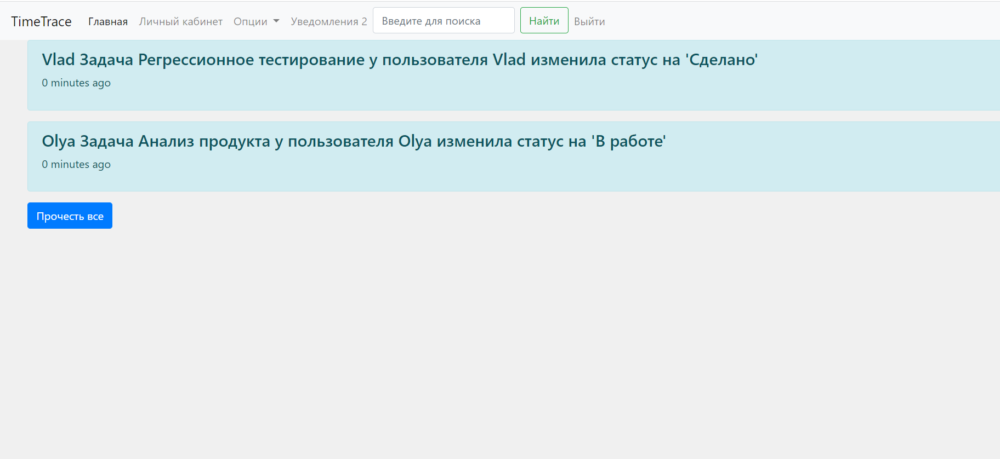 TimeTrace Главная Личный кабинет Опции Уведомления 2 Введите для поиска Найти Выйти
Vlad Задача Регрессионное тестирование у пользователя Vlad изменила статус на 'Сделано'
0 minutes ago
Olya Задача Анализ продукта у пользователя Olya изменила статус на 'В работе'
0 minutes ago
Прочесть все